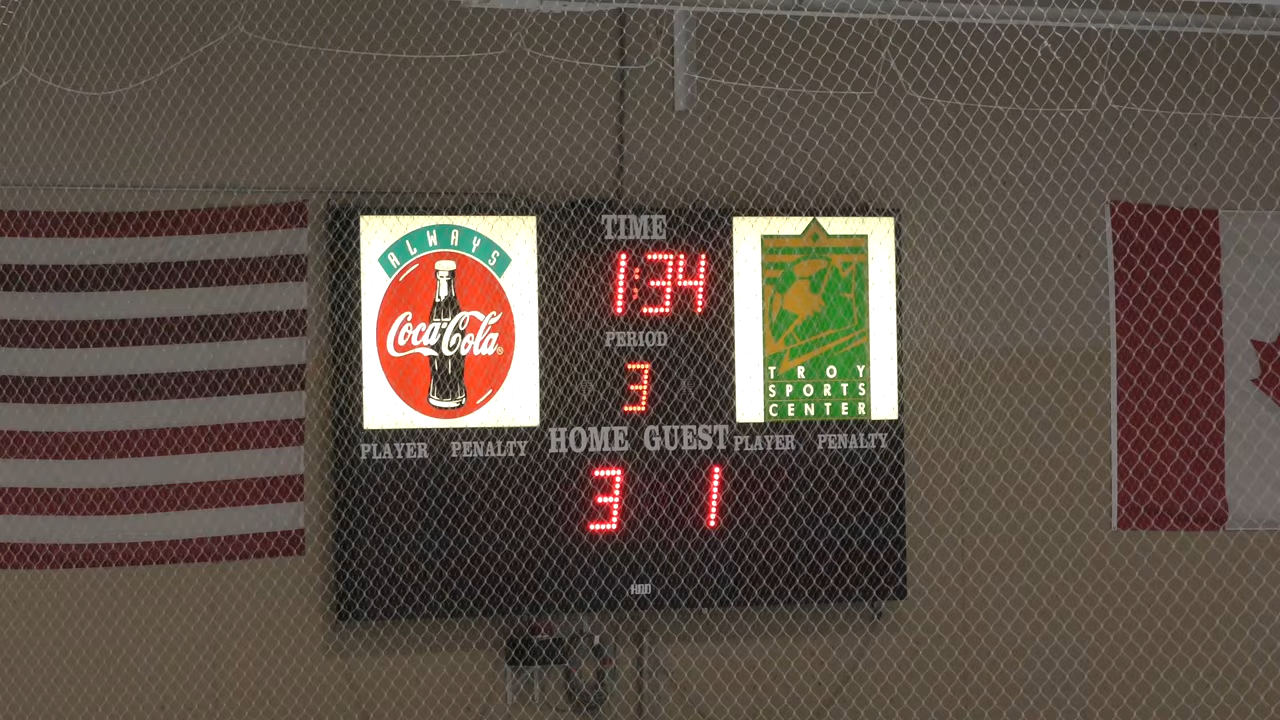 ALWAYS
Coca-Cola
TIME
1:34
PERIOD
3
TROY
SPORTS
CENTER
PLAYER PENALTY
HOME GUEST
PLAYER PENALTY
3 1